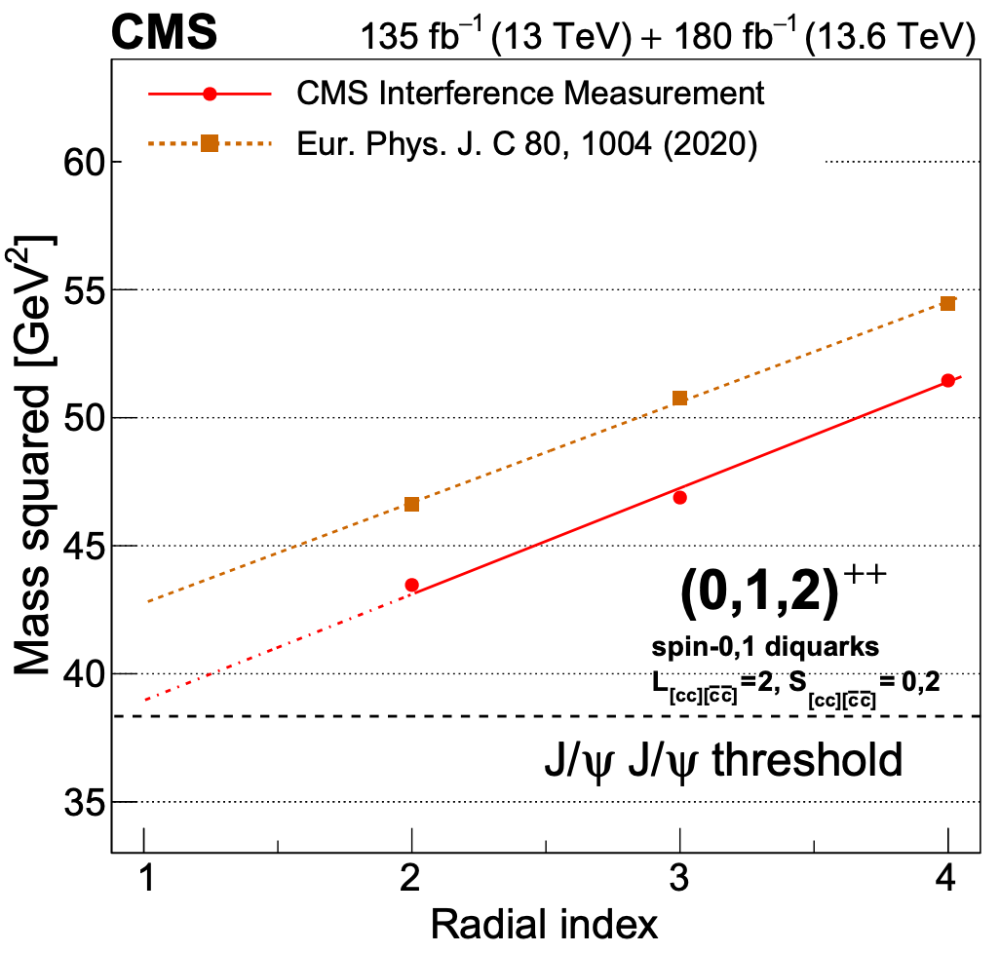 CMS 135 fb⁻¹ (13 TeV) + 180 fb⁻¹ (13.6 TeV)
CMS Interference Measurement
Eur. Phys. J. C 80, 1004 (2020)
Mass squared [GeV²]
60
55
50
45
40
35
(0,1,2)⁺⁺
spin-0,1 diquarks
L[cc][c̅c̅]=2, S[cc][c̅c̅]=0,2
J/ψ J/ψ threshold
1 2 3 4
Radial index